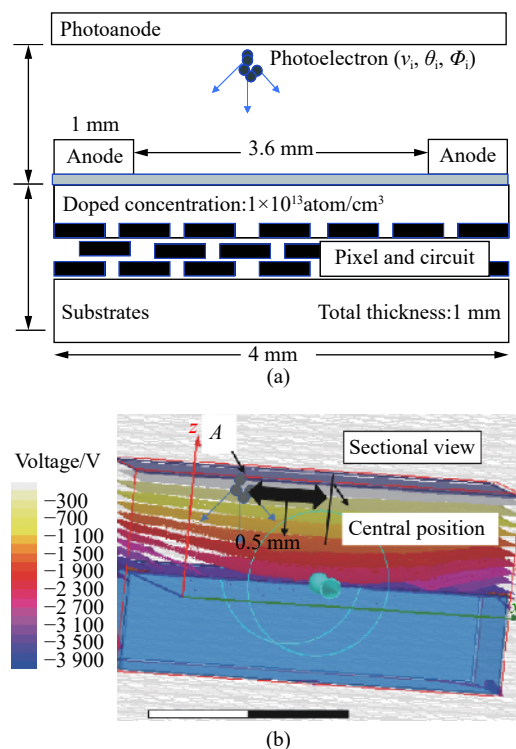 Photoanode
Photoelectron (vᵢ, θᵢ, Φᵢ)
1 mm
3.6 mm
Anode
Anode
Doped concentration:1×10¹³atom/cm³
Pixel and circuit
Substrates
Total thickness:1 mm
4 mm
(a)
A
z
Sectional view
Voltage/V
−300
−700
−1 100
−1 500
−1 900
−2 300
−2 700
−3 100
−3 500
−3 900
Central position
0.5 mm
(b)